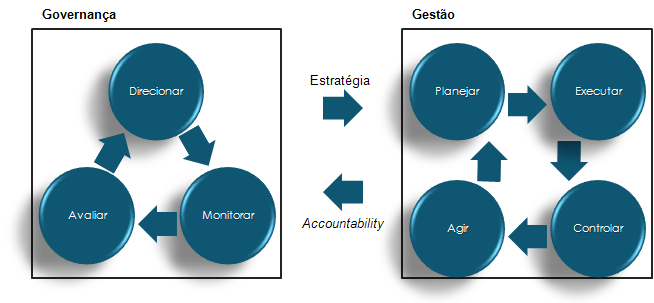 Governança
Direcionar
Avaliar
Monitorar
Estratégia
Accountability
Gestão
Planejar
Executar
Agir
Controlar